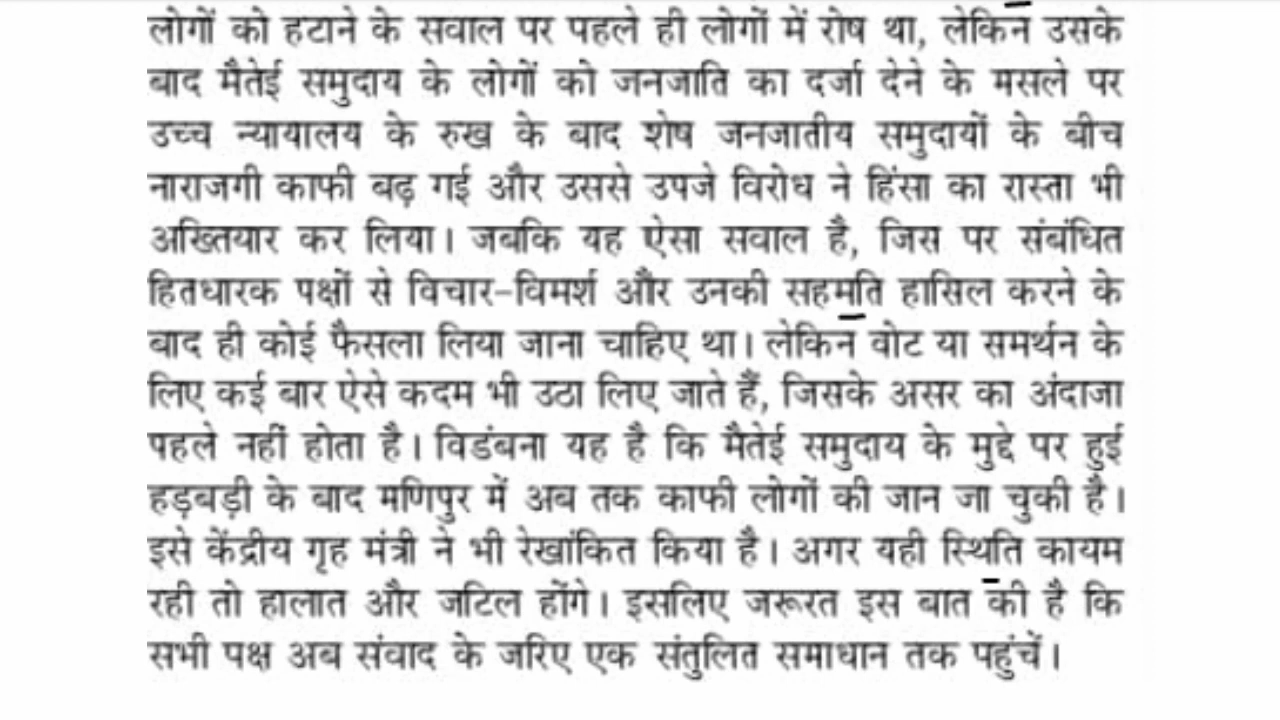 लोगों को हटाने के सवाल पर पहले ही लोगों में रोष था, लेकिन उसके
बाद मैतेई समुदाय के लोगों को जनजाति का दर्जा देने के मसले पर
उच्च न्यायालय के रुख के बाद शेष जनजातीय समुदायों के बीच
नाराजगी काफी बढ़ गई और उससे उपजे विरोध ने हिंसा का रास्ता भी
अख्तियार कर लिया। जबकि यह ऐसा सवाल है, जिस पर संबंधित
हितधारक पक्षों से विचार-विमर्श और उनकी सहमति हासिल करने के
बाद ही कोई फैसला लिया जाना चाहिए था। लेकिन वोट या समर्थन के
लिए कई बार ऐसे कदम भी उठा लिए जाते हैं, जिसके असर का अंदाजा
पहले नहीं होता है। विडंबना यह है कि मैतेई समुदाय के मुद्दे पर हुई
हड़बड़ी के बाद मणिपुर में अब तक काफी लोगों की जान जा चुकी है।
इसे केंद्रीय गृह मंत्री ने भी रेखांकित किया है। अगर यही स्थिति कायम
रही तो हालात और जटिल होंगे। इसलिए जरूरत इस बात की है कि
सभी पक्ष अब संवाद के जरिए एक संतुलित समाधान तक पहुंचें।